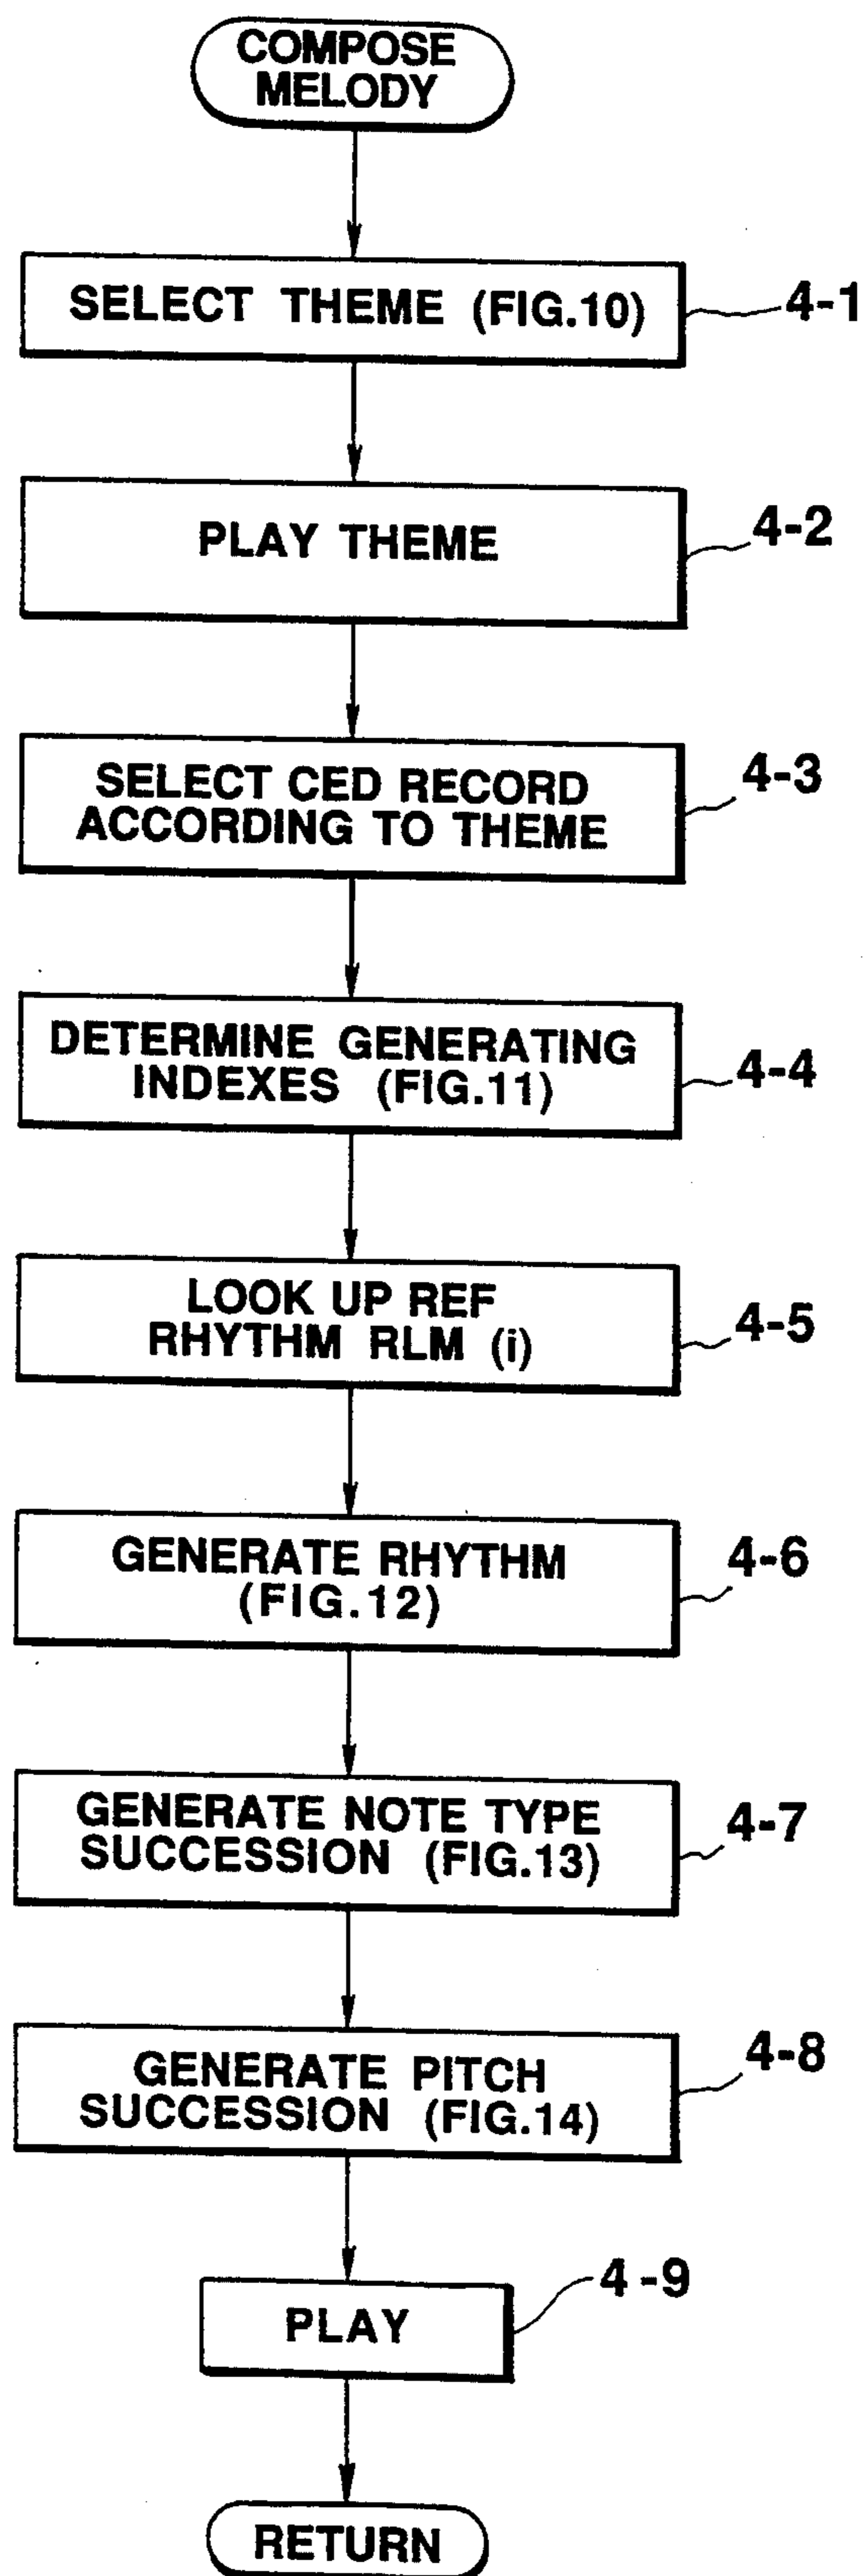 COMPOSE
MELODY
SELECT THEME (FIG.10)
4-1
PLAY THEME
4-2
SELECT CED RECORD
ACCORDING TO THEME
4-3
DETERMINE GENERATING
INDEXES (FIG.11)
4-4
LOOK UP REF
RHYTHM RLM (i)
4-5
GENERATE RHYTHM
(FIG.12)
4-6
GENERATE NOTE TYPE
SUCCESSION (FIG.13)
4-7
GENERATE PITCH
SUCCESSION (FIG.14)
4-8
PLAY
4-9
RETURN